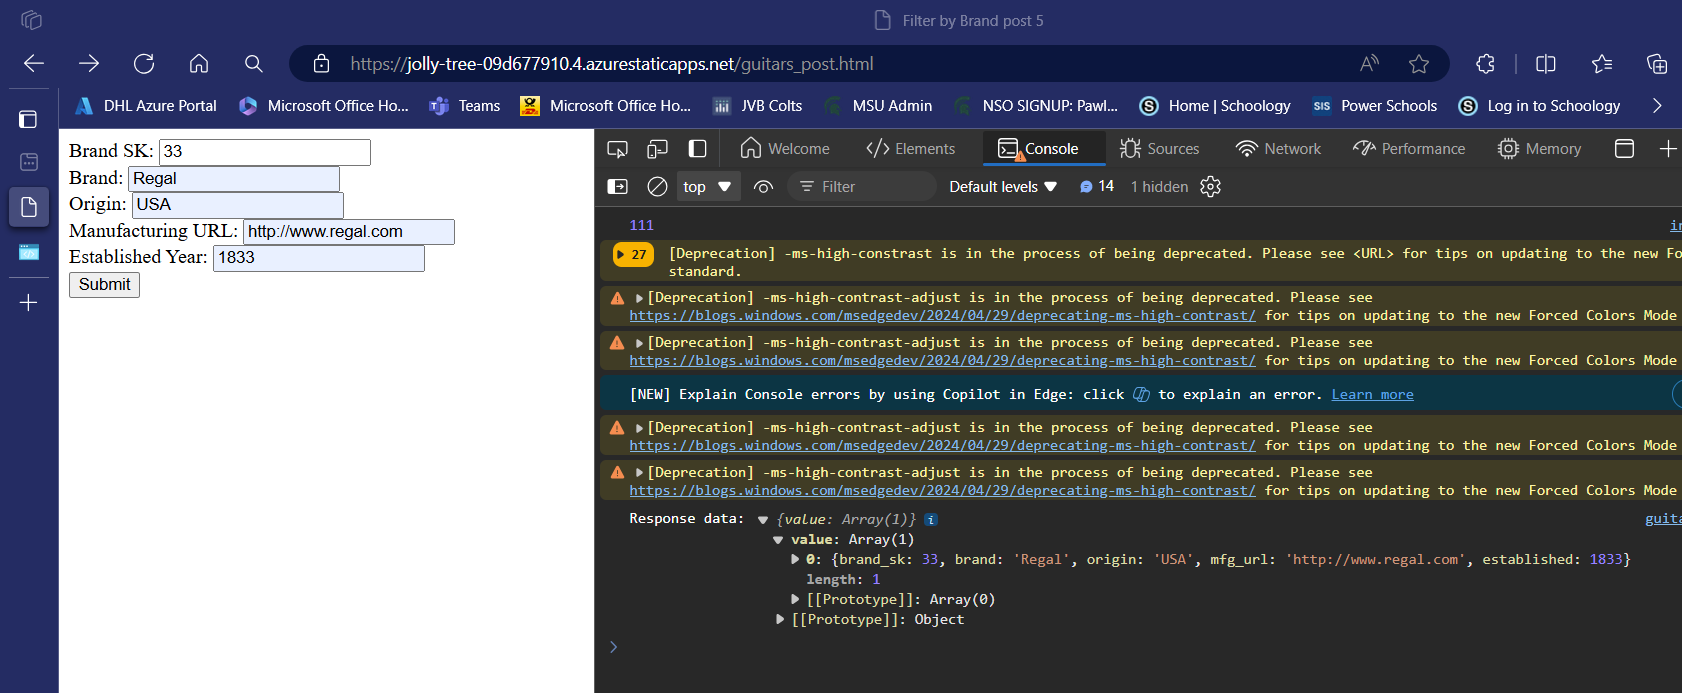 Filter by Brand post 5
https://jolly-tree-09d677910.4.azurestaticapps.net/guitars_post.html
DHL Azure Portal Microsoft Office Ho... Teams Microsoft Office Ho... JVB Colts MSU Admin NSO SIGNUP: Pawl... Home | Schoology SIS Power Schools Log in to Schoology
Brand SK: 33
Brand: Regal
Origin: USA
Manufacturing URL: http://www.regal.com
Established Year: 1833
Submit
Welcome Elements Console Sources Network Performance Memory
top Filter Default levels 14 1 hidden
111 in
27 [Deprecation] -ms-high-constrast is in the process of being deprecated. Please see <URL> for tips on updating to the new Fo
standard.
[Deprecation] -ms-high-contrast-adjust is in the process of being deprecated. Please see
https://blogs.windows.com/msedgedev/2024/04/29/deprecating-ms-high-contrast/ for tips on updating to the new Forced Colors Mode
[Deprecation] -ms-high-contrast-adjust is in the process of being deprecated. Please see
https://blogs.windows.com/msedgedev/2024/04/29/deprecating-ms-high-contrast/ for tips on updating to the new Forced Colors Mode
[NEW] Explain Console errors by using Copilot in Edge: click to explain an error. Learn more
[Deprecation] -ms-high-contrast-adjust is in the process of being deprecated. Please see
https://blogs.windows.com/msedgedev/2024/04/29/deprecating-ms-high-contrast/ for tips on updating to the new Forced Colors Mode
[Deprecation] -ms-high-contrast-adjust is in the process of being deprecated. Please see
https://blogs.windows.com/msedgedev/2024/04/29/deprecating-ms-high-contrast/ for tips on updating to the new Forced Colors Mode
Response data: {value: Array(1)} i guita
value: Array(1)
0: {brand_sk: 33, brand: 'Regal', origin: 'USA', mfg_url: 'http://www.regal.com', established: 1833}
length: 1
[[Prototype]]: Array(0)
[[Prototype]]: Object